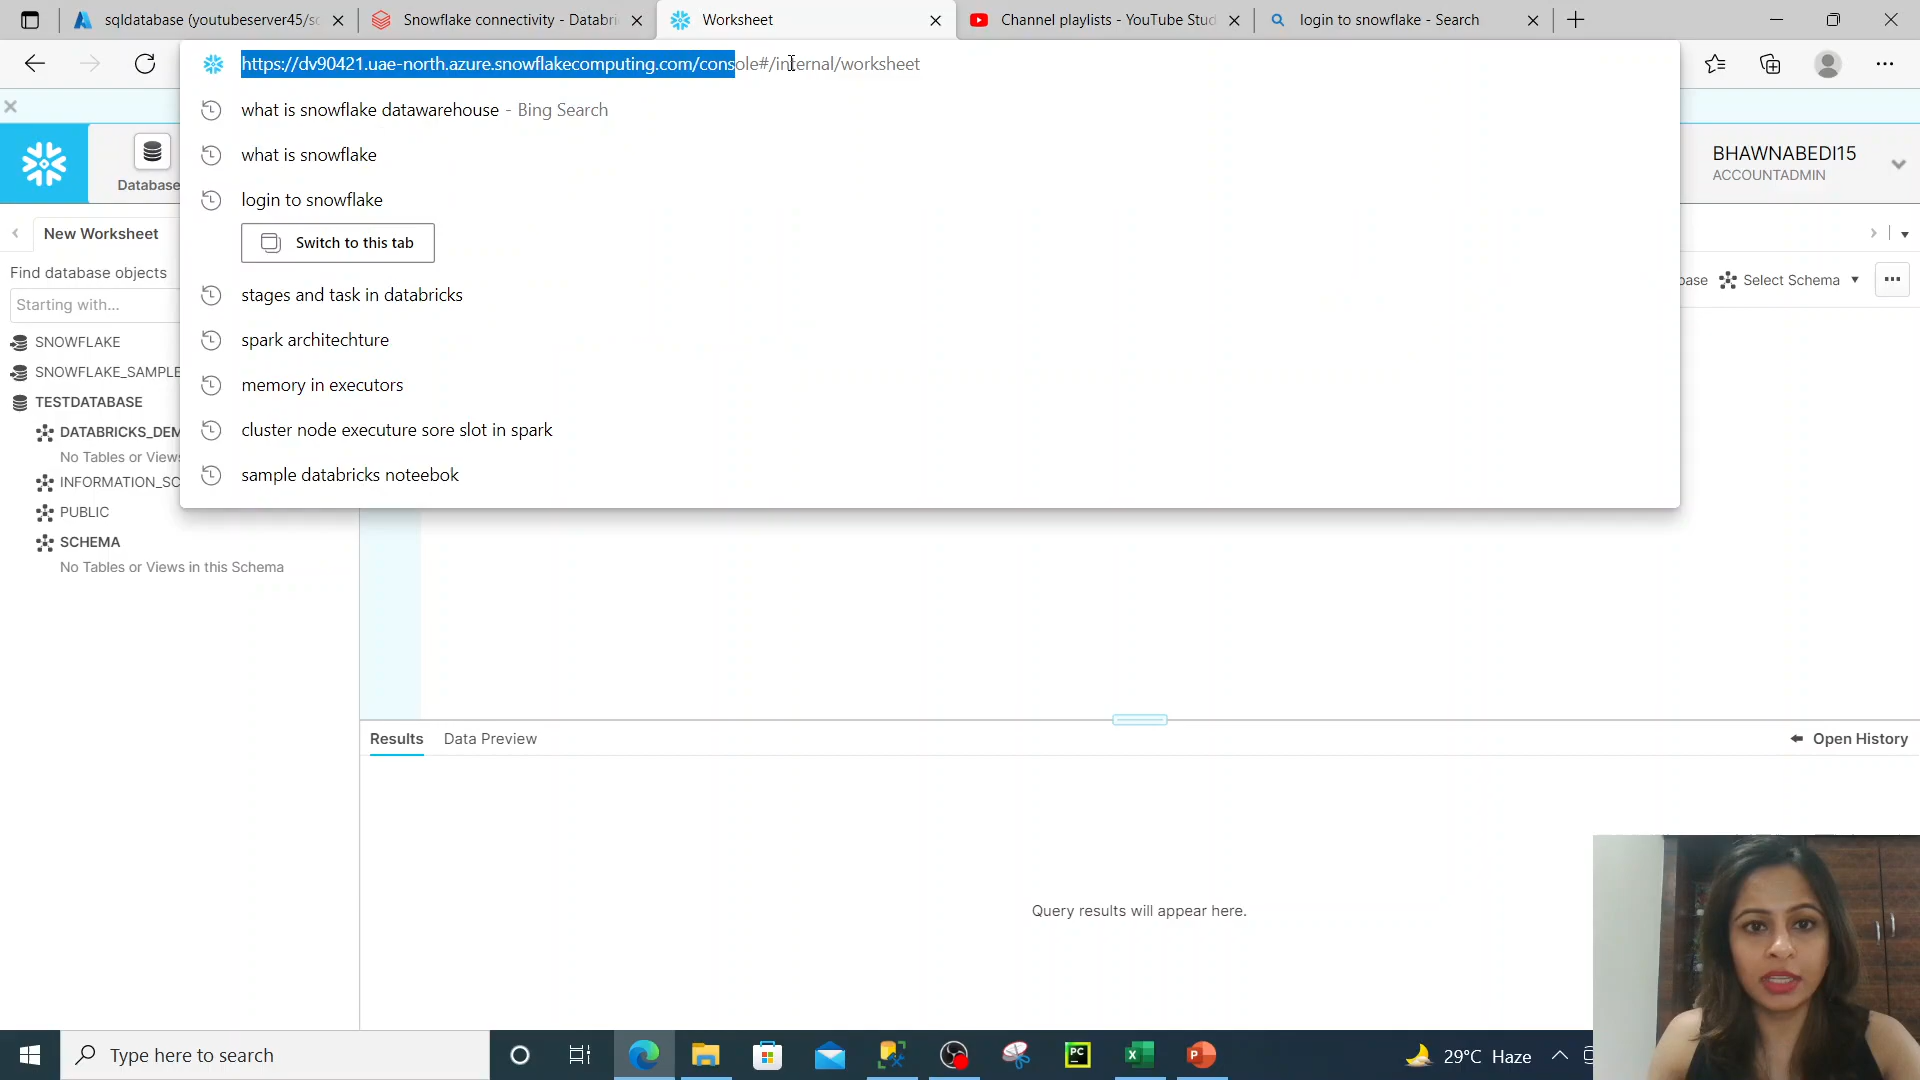 sqldatabase (youtubeserver45/sc
Snowflake connectivity - Databri
Worksheet
Channel playlists - YouTube Stud
login to snowflake - Search
https://dv90421.uae-north.azure.snowflakecomputing.com/console#/internal/worksheet
what is snowflake datawarehouse - Bing Search
what is snowflake
login to snowflake
Switch to this tab
stages and task in databricks
spark architechture
memory in executors
cluster node executure sore slot in spark
sample databricks noteebok
Database
BHAWNABEDI15
ACCOUNTADMIN
New Worksheet
Find database objects
Starting with...
base
Select Schema
SNOWFLAKE
SNOWFLAKE_SAMPLE
TESTDATABASE
DATABRICKS_DEM
No Tables or Views
INFORMATION_SC
PUBLIC
SCHEMA
No Tables or Views in this Schema
Results
Data Preview
Open History
Query results will appear here.
Type here to search
PC
29°C Haze